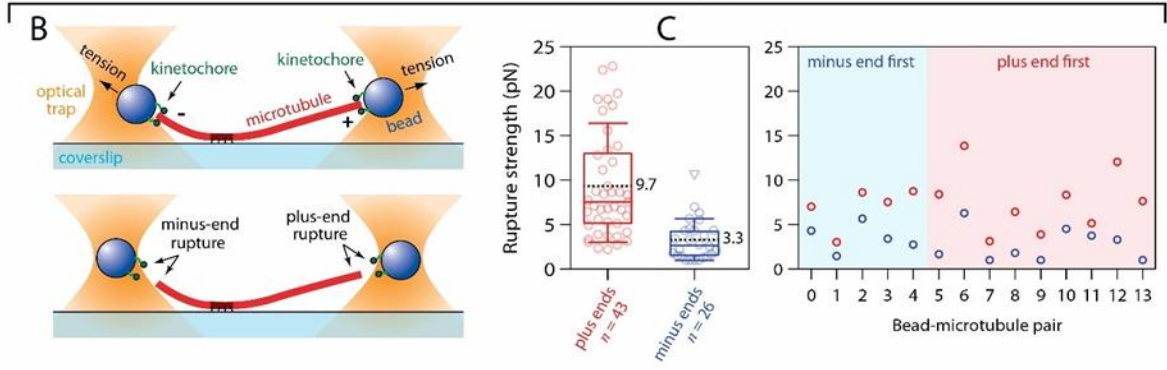 B
tension
kinetochore
optical
trap
-
kinetochore
tension
microtubule
+
bead
coverslip
minus-end
rupture
plus-end
rupture
C
Rupture strength (pN)
25
20
15
10
5
0
9.7
3.3
plus ends
n = 43
minus ends
n = 26
25
20
15
10
5
0
minus end first
plus end first
0 1 2 3 4 5 6 7 8 9 10 11 12 13
Bead-microtubule pair